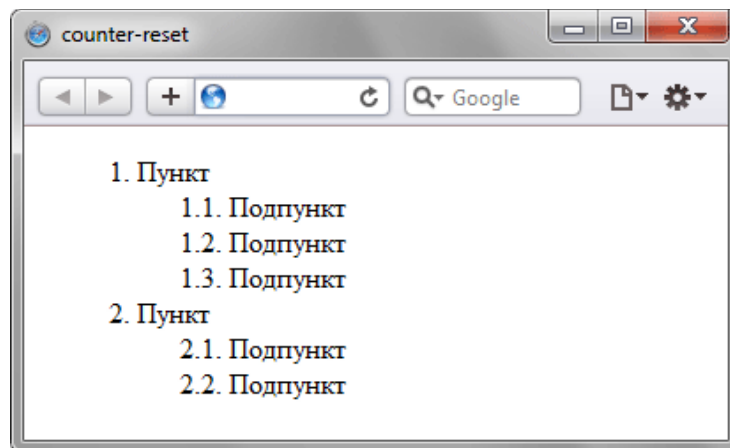 counter-reset
Google
1. Пункт
1.1. Подпункт
1.2. Подпункт
1.3. Подпункт
2. Пункт
2.1. Подпункт
2.2. Подпункт